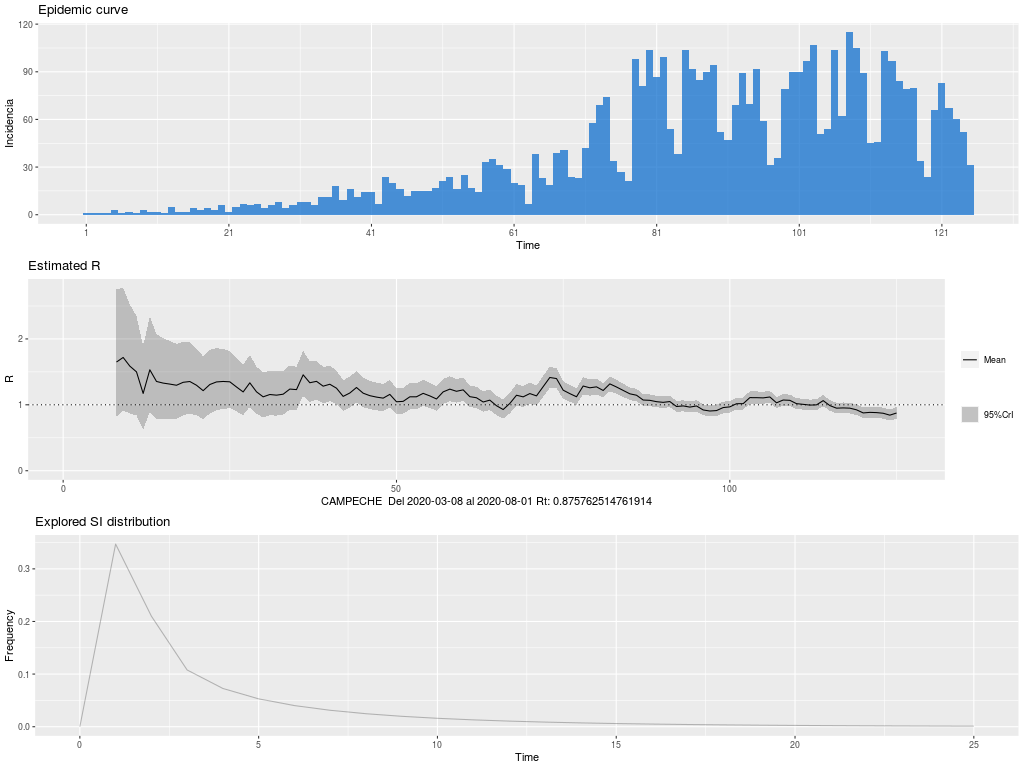 Epidemic curve
Incidencia
120
90
60
30
0
1 21 41 61 81 101 121
Time
Estimated R
R
2
1
0
0 50 100
Mean
95%CrI
CAMPECHE Del 2020-03-08 al 2020-08-01 Rt: 0.875762514761914
Explored SI distribution
Frequency
0.3
0.2
0.1
0.0
0 5 10 15 20 25
Time